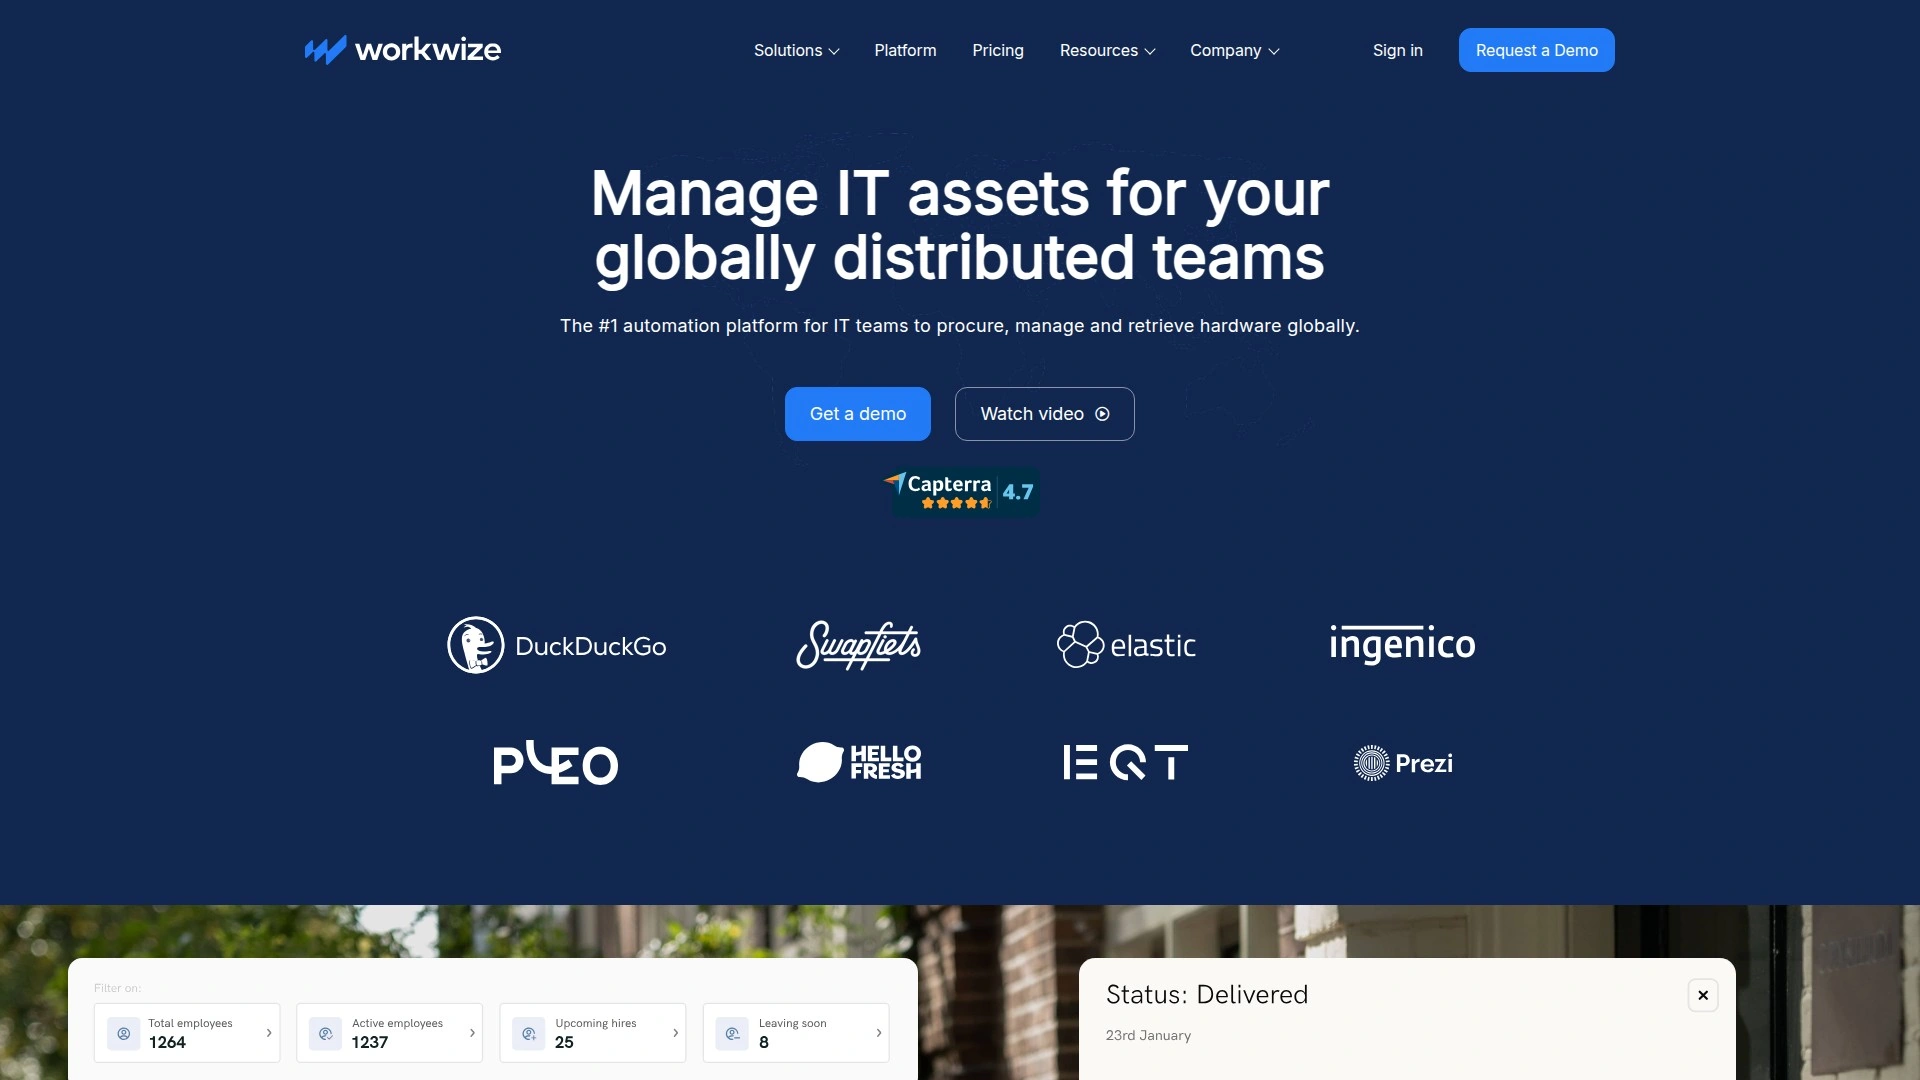 workwize
Solutions
Platform
Pricing
Resources
Company
Sign in
Request a Demo
Manage IT assets for your
globally distributed teams
The #1 automation platform for IT teams to procure, manage and retrieve hardware globally.
Get a demo
Watch video
Capterra
4.7
DuckDuckGo
Swapfiets
elastic
ingenico
PLEO
HELLO
FRESH
EQT
Prezi
Filter on:
Total employees
1264
Active employees
1237
Upcoming hires
25
Leaving soon
8
Status: Delivered
23rd January